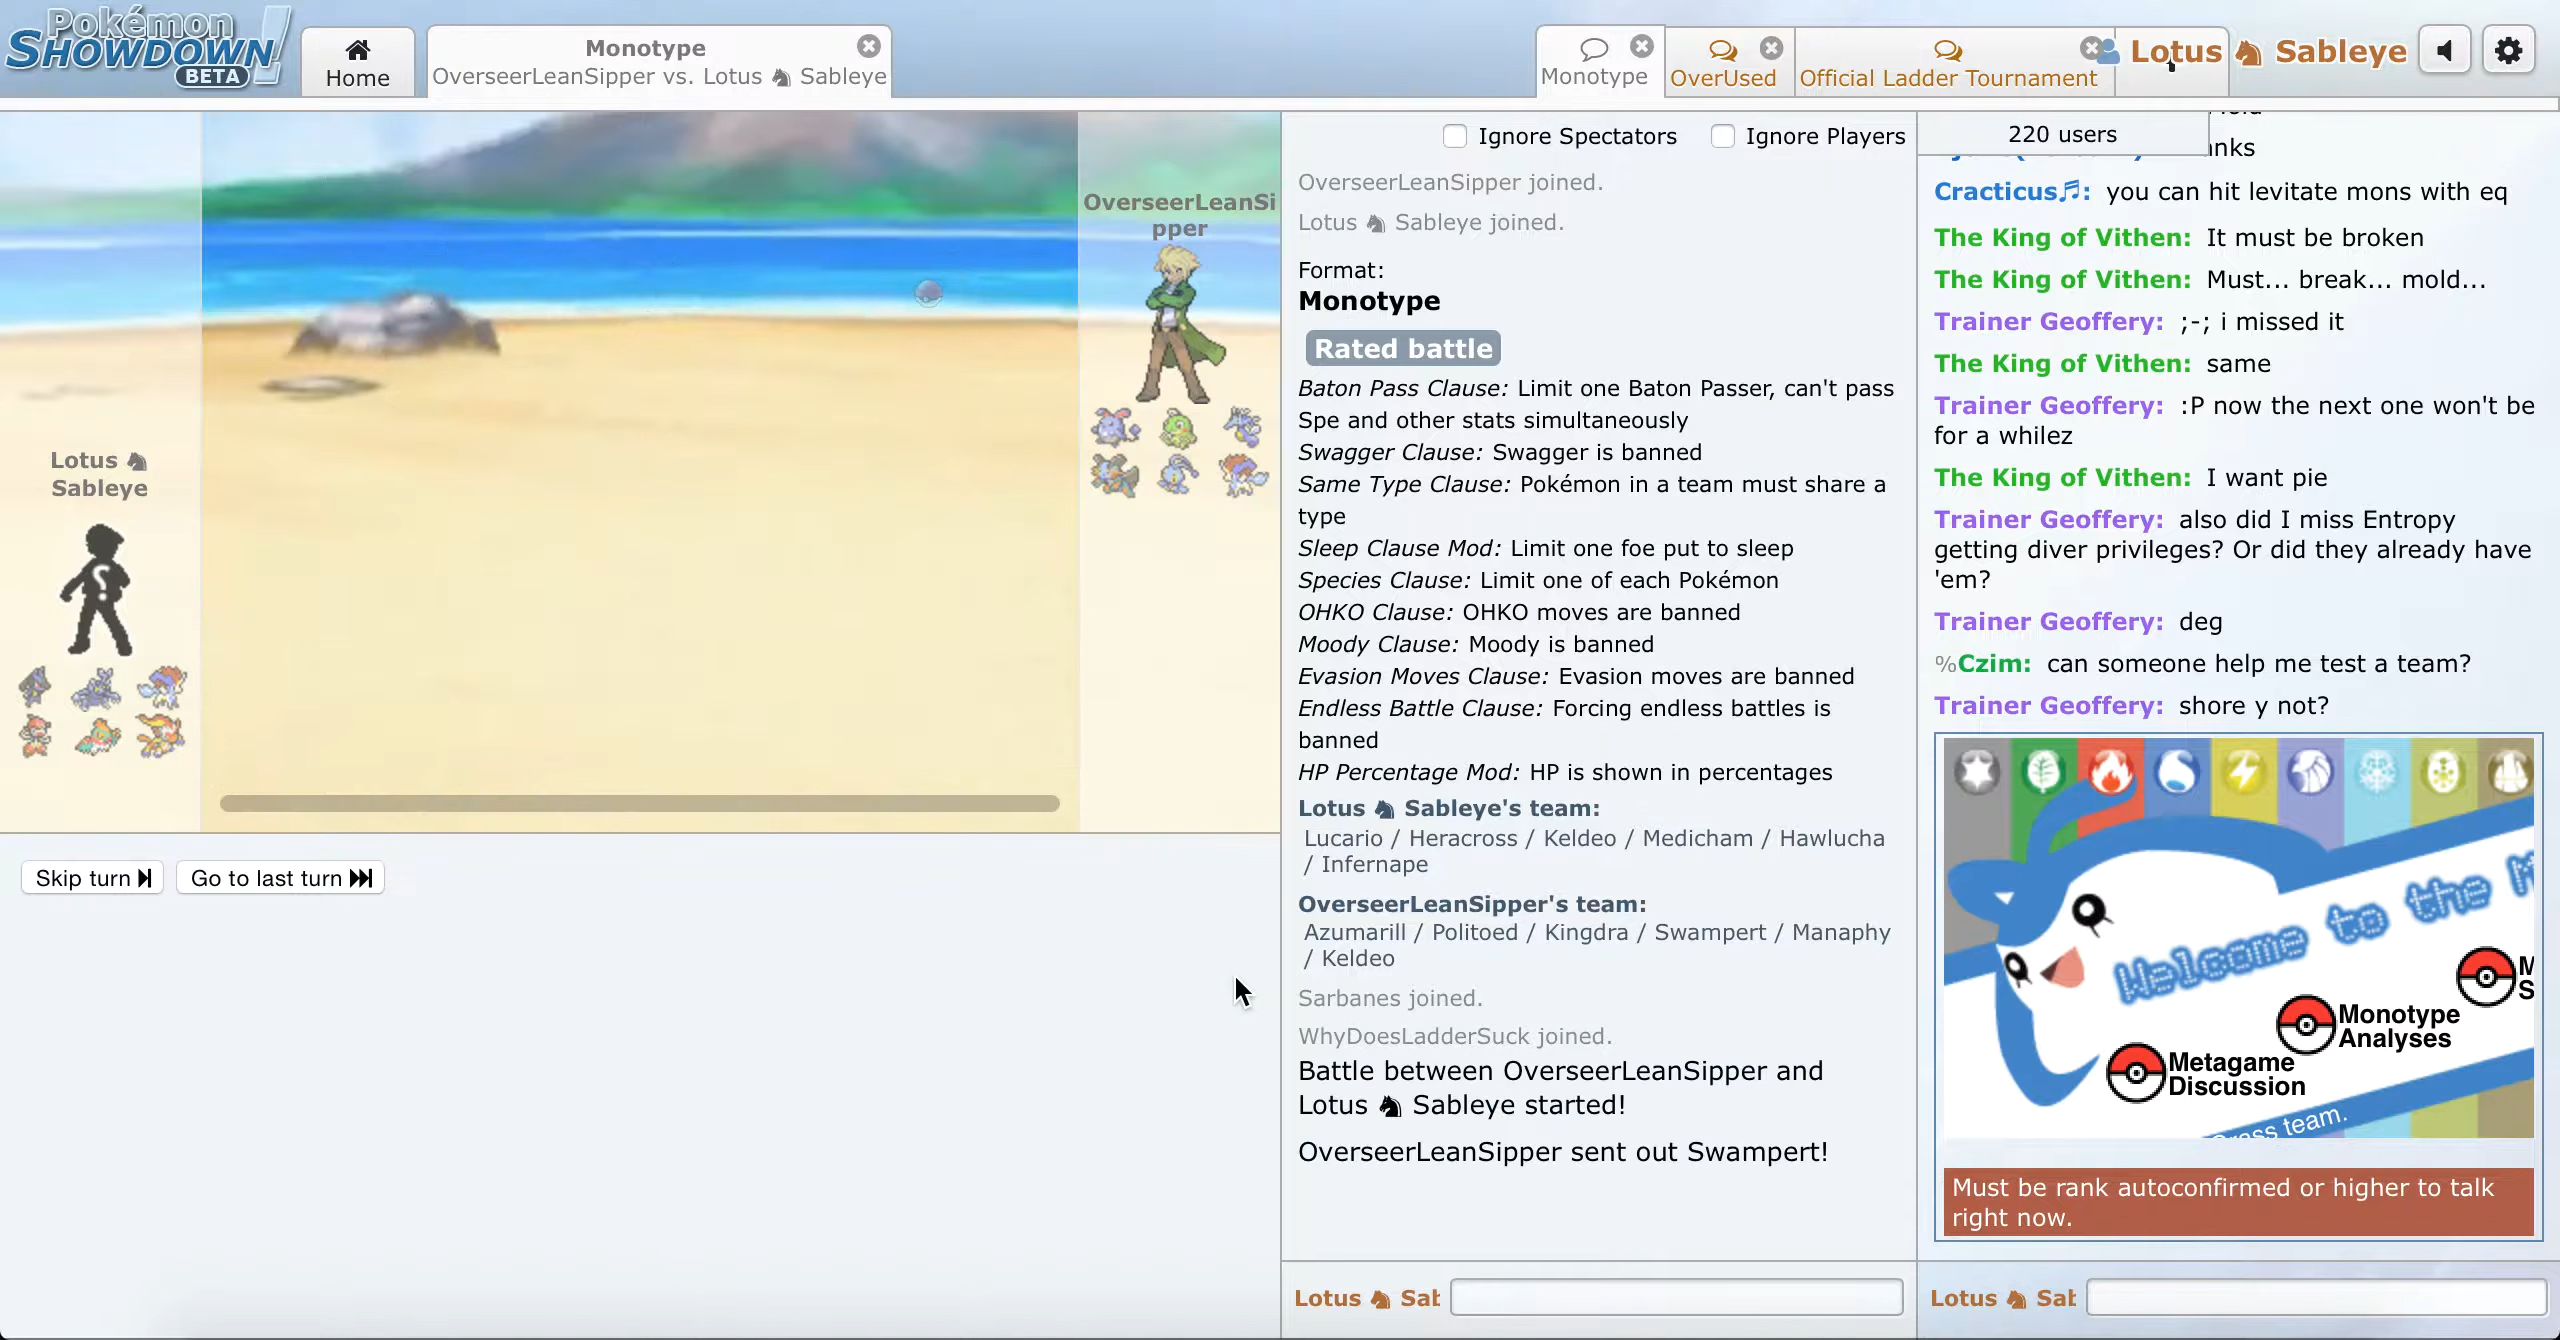 Pokémon
SHOWDOWN!
BETA
Home
Monotype
OverseerLeanSipper vs. Lotus ♞ Sableye
Monotype
OverUsed
Official Ladder Tournament
Lotus ♞ Sableye
OverseerLeanSi
pper
Lotus ♞
Sableye
Skip turn
Go to last turn
Ignore Spectators
Ignore Players
OverseerLeanSipper joined.
Lotus ♞ Sableye joined.
Format:
Monotype
Rated battle
Baton Pass Clause: Limit one Baton Passer, can't pass
Spe and other stats simultaneously
Swagger Clause: Swagger is banned
Same Type Clause: Pokémon in a team must share a
type
Sleep Clause Mod: Limit one foe put to sleep
Species Clause: Limit one of each Pokémon
OHKO Clause: OHKO moves are banned
Moody Clause: Moody is banned
Evasion Moves Clause: Evasion moves are banned
Endless Battle Clause: Forcing endless battles is
banned
HP Percentage Mod: HP is shown in percentages
Lotus ♞ Sableye's team:
Lucario / Heracross / Keldeo / Medicham / Hawlucha
/ Infernape
OverseerLeanSipper's team:
Azumarill / Politoed / Kingdra / Swampert / Manaphy
/ Keldeo
Sarbanes joined.
WhyDoesLadderSuck joined.
Battle between OverseerLeanSipper and
Lotus ♞ Sableye started!
OverseerLeanSipper sent out Swampert!
Lotus ♞ Sab
220 users
Cracticus♬: you can hit levitate mons with eq
The King of Vithen: It must be broken
The King of Vithen: Must... break... mold...
Trainer Geoffery: ;-; i missed it
The King of Vithen: same
Trainer Geoffery: :P now the next one won't be
for a whilez
The King of Vithen: I want pie
Trainer Geoffery: also did I miss Entropy
getting diver privileges? Or did they already have
'em?
Trainer Geoffery: deg
%Czim: can someone help me test a team?
Trainer Geoffery: shore y not?
Welcome to the
Monotype
Analyses
Metagame
Discussion
team.
Must be rank autoconfirmed or higher to talk
right now.
Lotus ♞ Sab